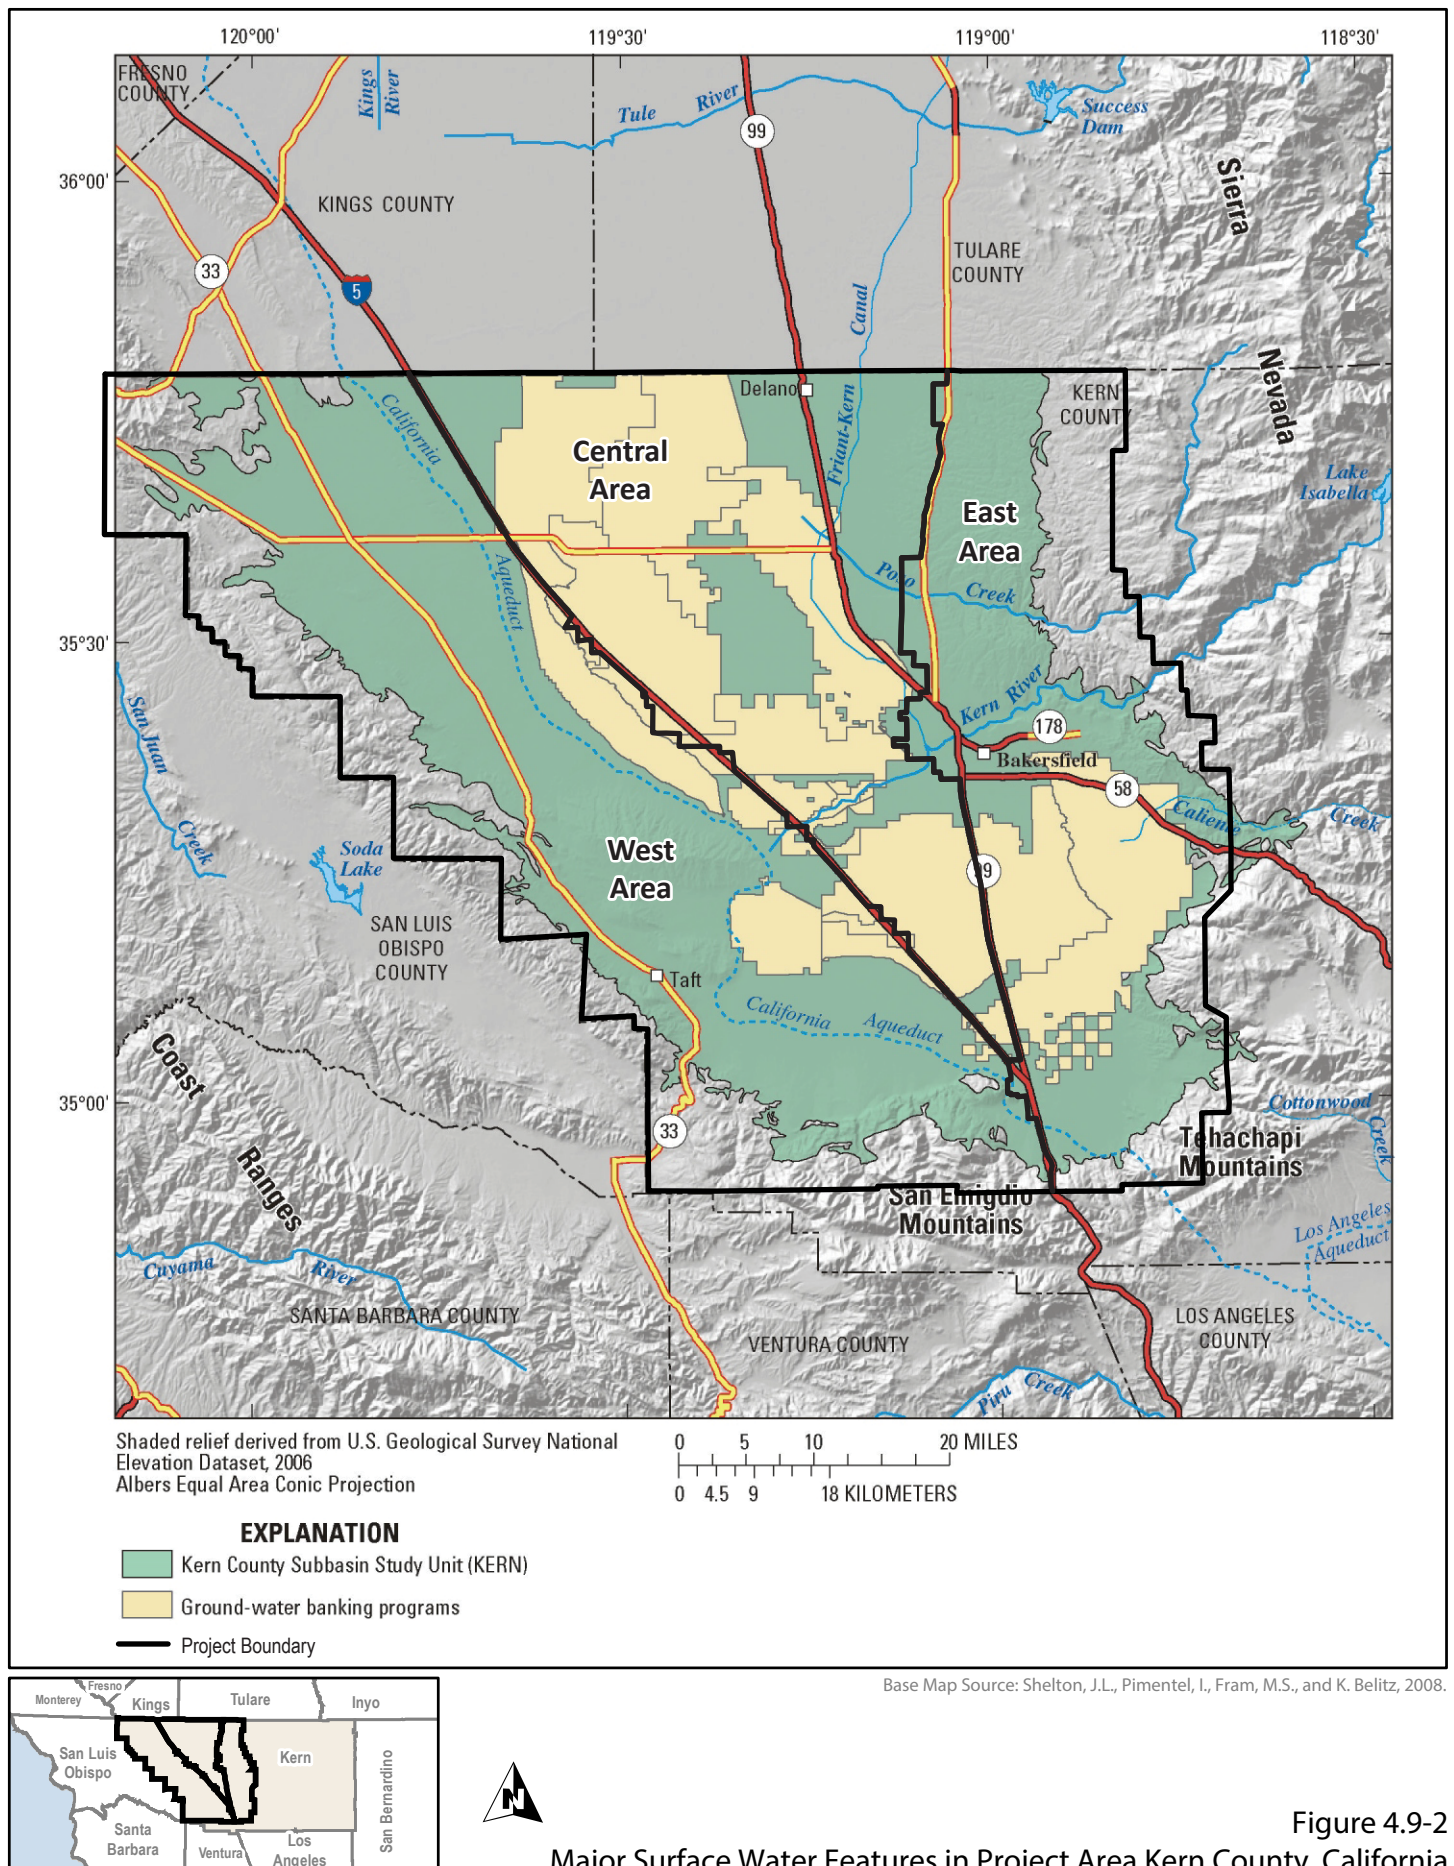 120°00'
119°30'
119°00'
118°30'
FRESNO
COUNTY
Kings
River
Tule River
99
Success
Dam
36°00'
KINGS COUNTY
Sierra
33
5
TULARE
COUNTY
Canal
Nevada
Delano
KERN
COUNTY
California
Friant-Kern
Central
Area
Lake
Isabella
East
Area
Aqueduct
Poso
Creek
35°30'
San Juan
Creek
Kern River
178
Bakersfield
58
Caliente
Creek
Soda
Lake
West
Area
99
SAN LUIS
OBISPO
COUNTY
Taft
California Aqueduct
Coast
Ranges
35°00'
33
Cottonwood
Creek
Tehachapi
Mountains
San Emigdio
Mountains
Los Angeles
Aqueduct
Cuyama
River
SANTA BARBARA COUNTY
VENTURA COUNTY
LOS ANGELES
COUNTY
Piru Creek
Shaded relief derived from U.S. Geological Survey National
Elevation Dataset, 2006
Albers Equal Area Conic Projection
0 5 10 20 MILES
0 4.5 9 18 KILOMETERS
EXPLANATION
Kern County Subbasin Study Unit (KERN)
Ground-water banking programs
Project Boundary
Base Map Source: Shelton, J.L., Pimentel, I., Fram, M.S., and K. Belitz, 2008.
Fresno
Monterey
Kings
Tulare
Inyo
San Luis
Obispo
Kern
San Bernardino
Santa
Barbara
Ventura
Los
Angeles
N
Figure 4.9-2
Major Surface Water Features in Project Area Kern County, California